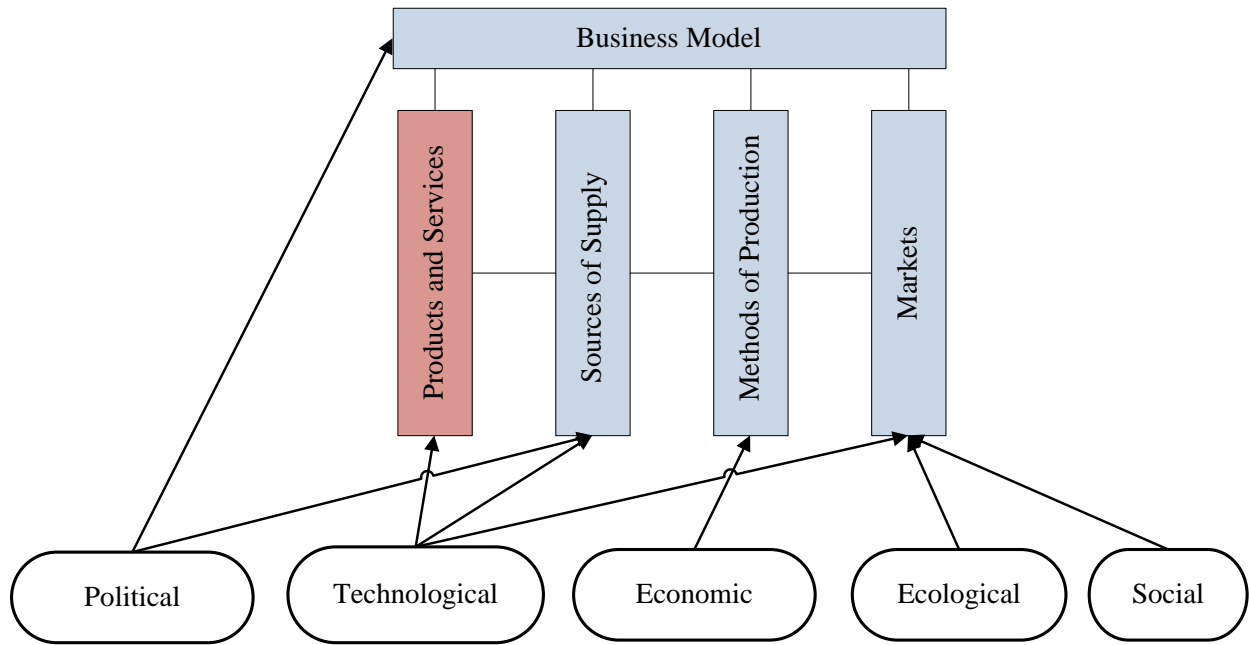 Business Model
Products and Services
Sources of Supply
Methods of Production
Markets
Political
Technological
Economic
Ecological
Social